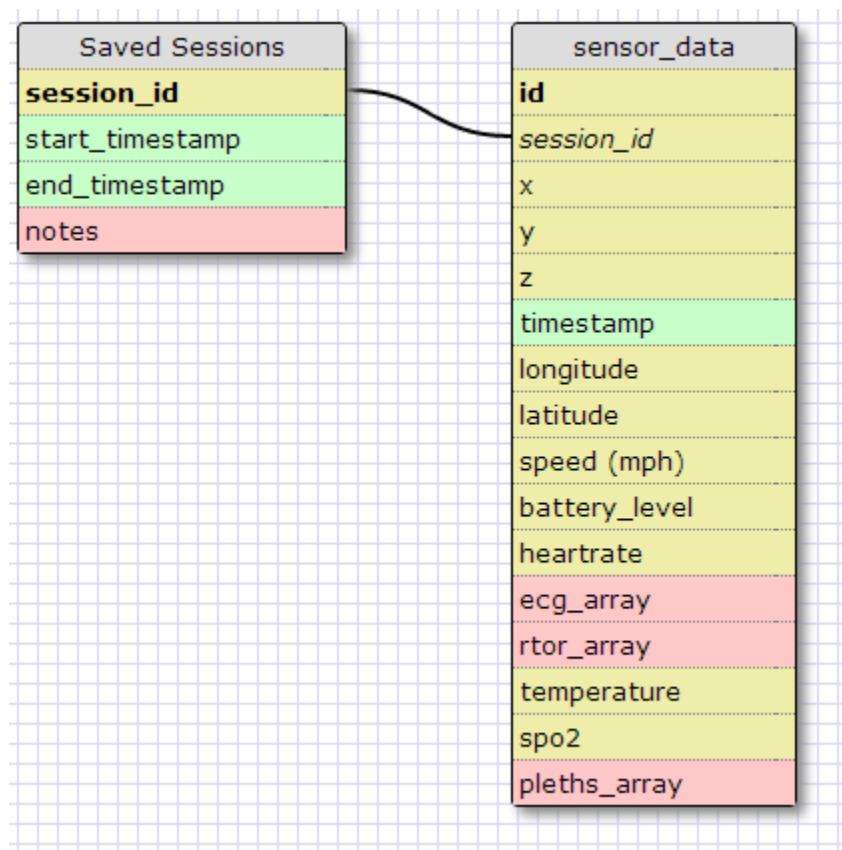 Saved Sessions
session_id
start_timestamp
end_timestamp
notes
sensor_data
id
session_id
x
y
z
timestamp
longitude
latitude
speed (mph)
battery_level
heartrate
ecg_array
rtor_array
temperature
spo2
pleths_array